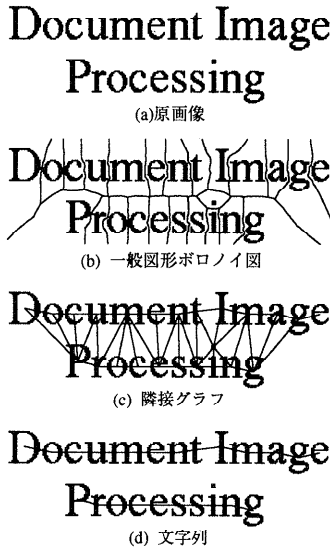 Document Image
Processing
(a)原画像
Document Image
Processing
(b) 一般図形ボロノイ図
Document Image
Processing
(c) 隣接グラフ
Document Image
Processing
(d) 文字列